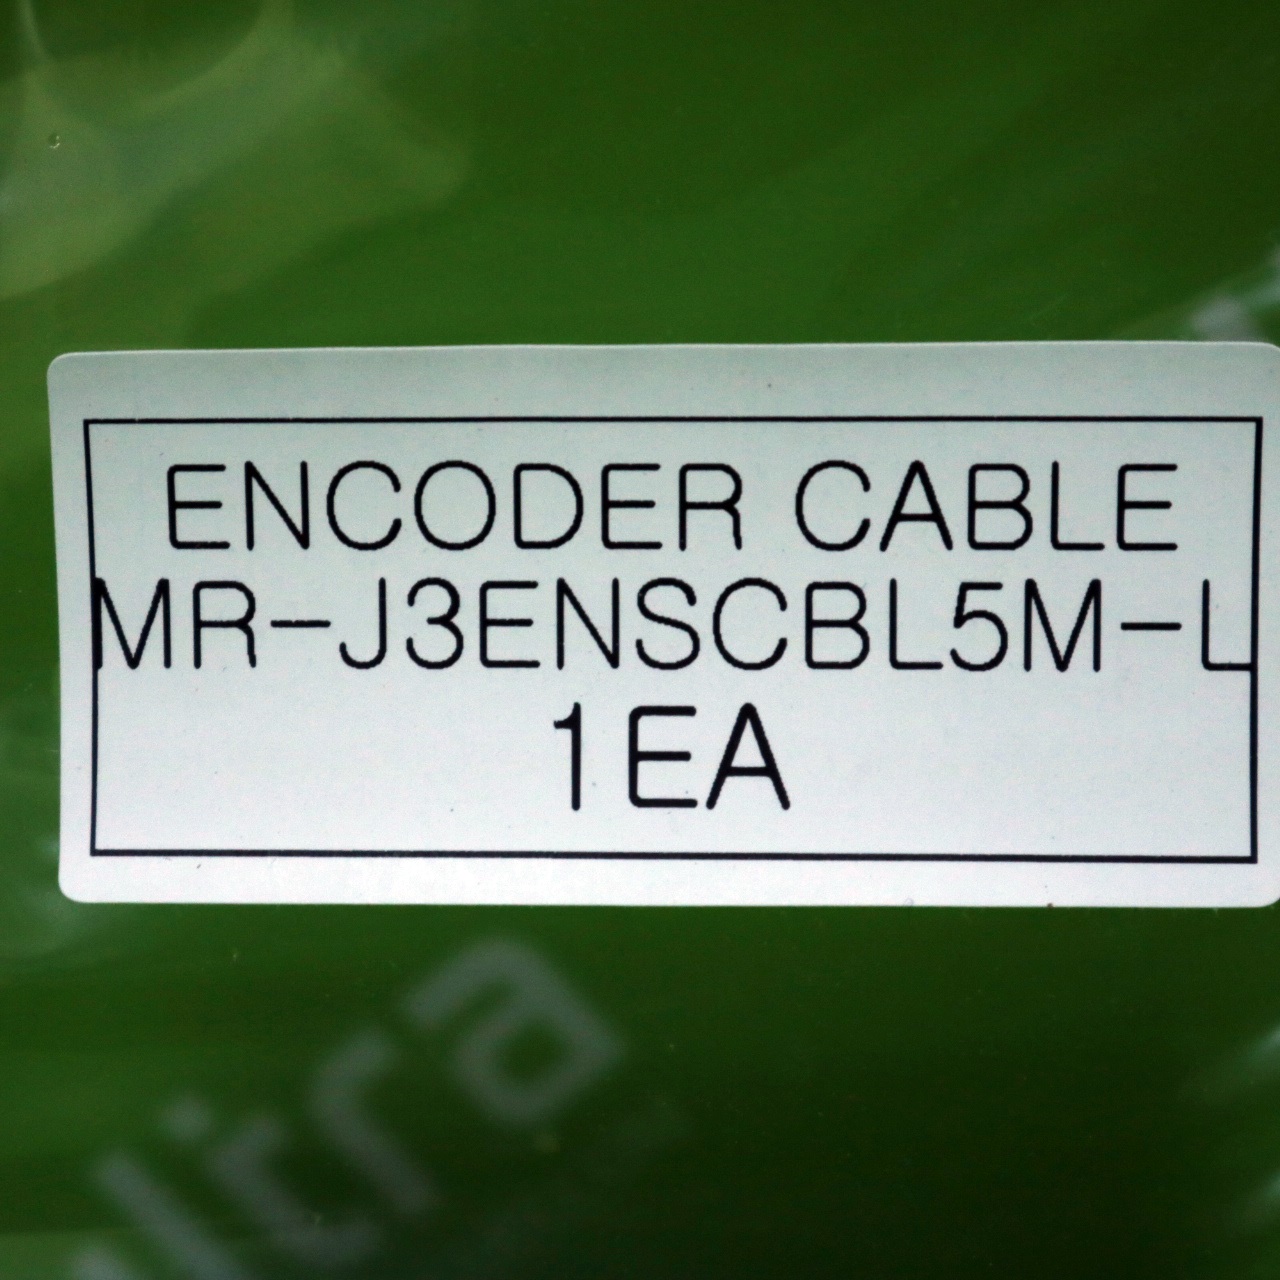 ENCODER CABLE
MR-J3ENSCBL5M-L
1EA